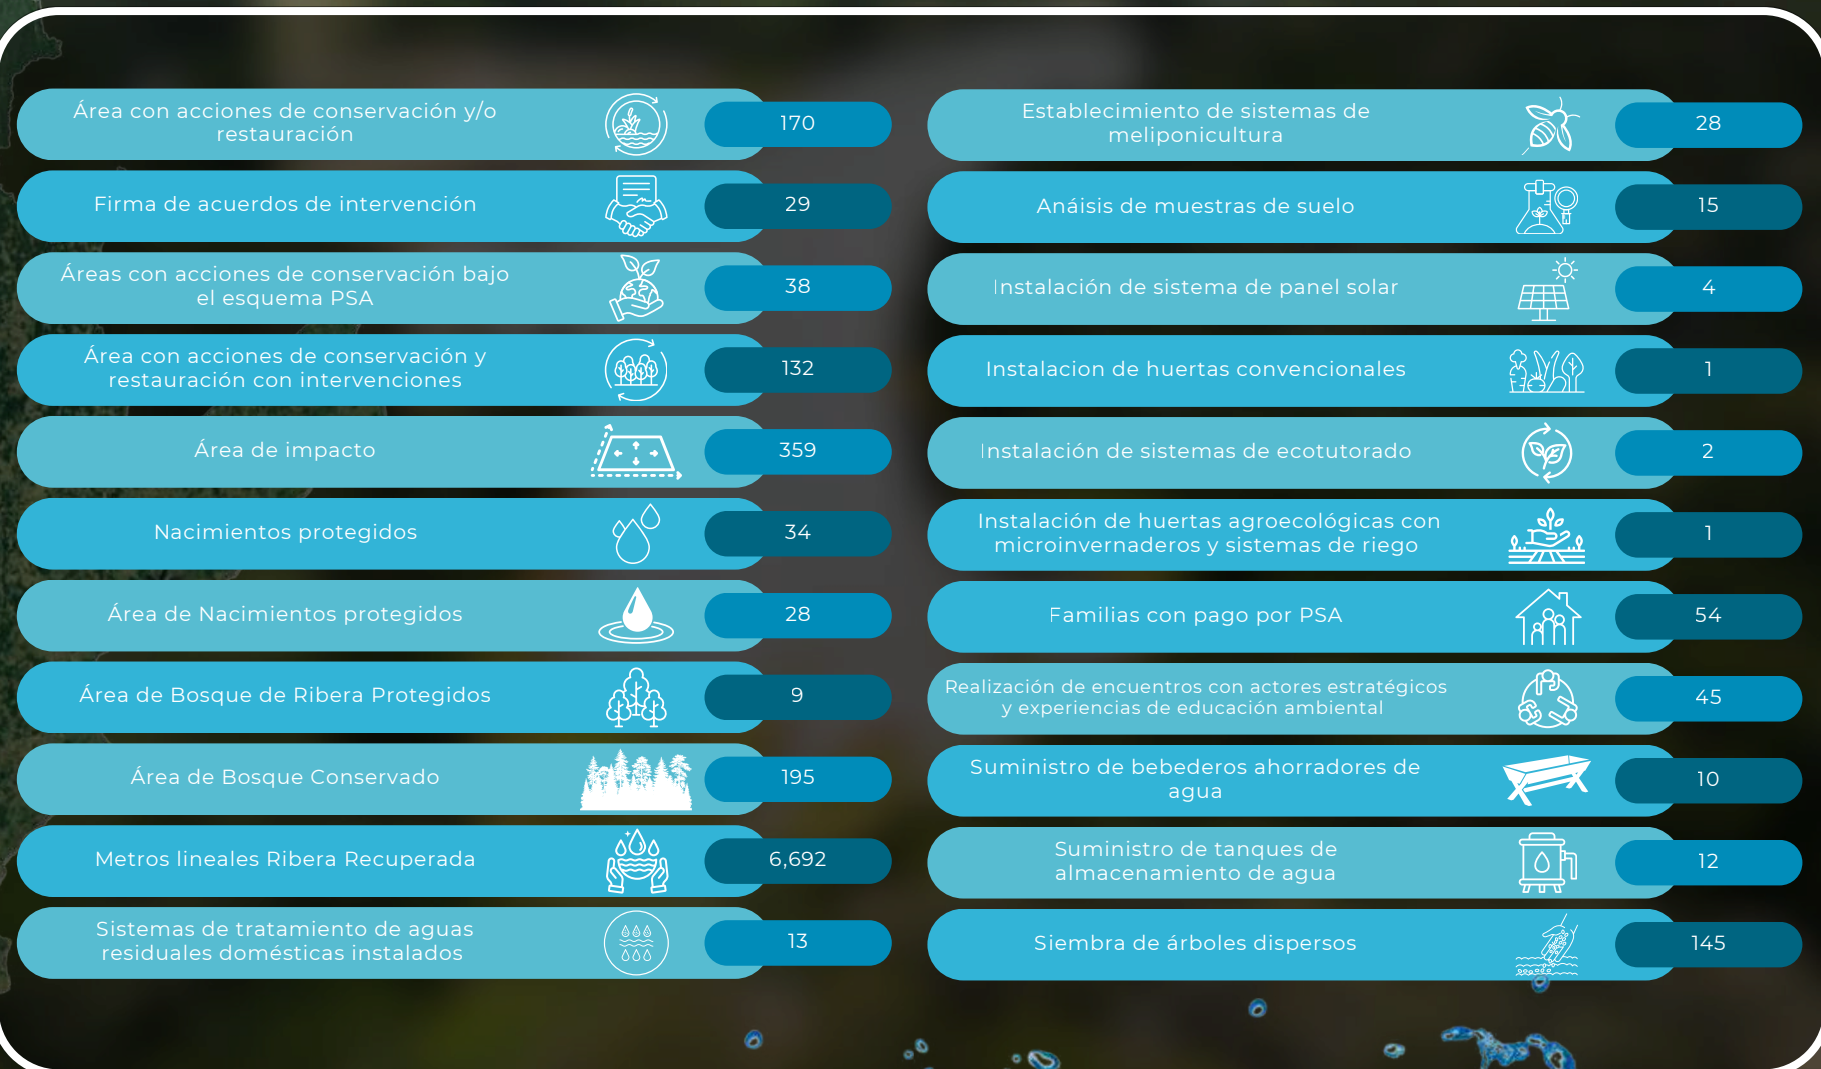 Área con acciones de conservación y/o
restauración
170
Firma de acuerdos de intervención
29
Áreas con acciones de conservación bajo
el esquema PSA
38
Área con acciones de conservación y
restauración con intervenciones
132
Área de impacto
359
Nacimientos protegidos
34
Área de Nacimientos protegidos
28
Área de Bosque de Ribera Protegidos
9
Área de Bosque Conservado
195
Metros lineales Ribera Recuperada
6,692
Sistemas de tratamiento de aguas
residuales domésticas instalados
13
Establecimiento de sistemas de
meliponicultura
28
Anáisis de muestras de suelo
15
Instalación de sistema de panel solar
4
Instalacion de huertas convencionales
1
Instalación de sistemas de ecotutorado
2
Instalación de huertas agroecológicas con
microinvernaderos y sistemas de riego
1
Familias con pago por PSA
54
Realización de encuentros con actores estratégicos
y experiencias de educación ambiental
45
Suministro de bebederos ahorradores de
agua
10
Suministro de tanques de
almacenamiento de agua
12
Siembra de árboles dispersos
145